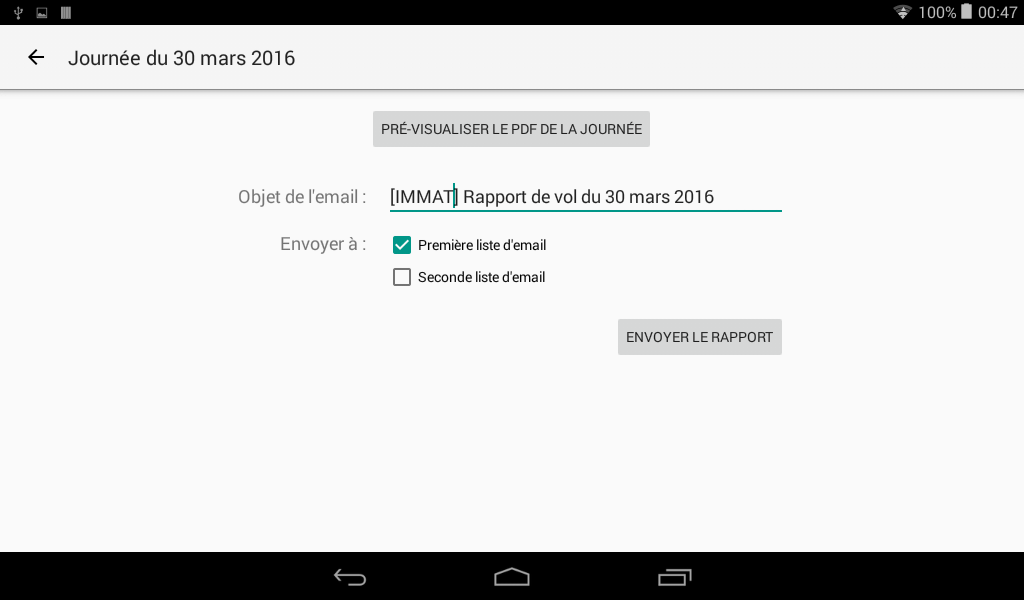 100% 00:47
Journée du 30 mars 2016
PRÉ-VISUALISER LE PDF DE LA JOURNÉE
Objet de l'email : [IMMAT] Rapport de vol du 30 mars 2016
Envoyer à : Première liste d'email
Seconde liste d'email
ENVOYER LE RAPPORT